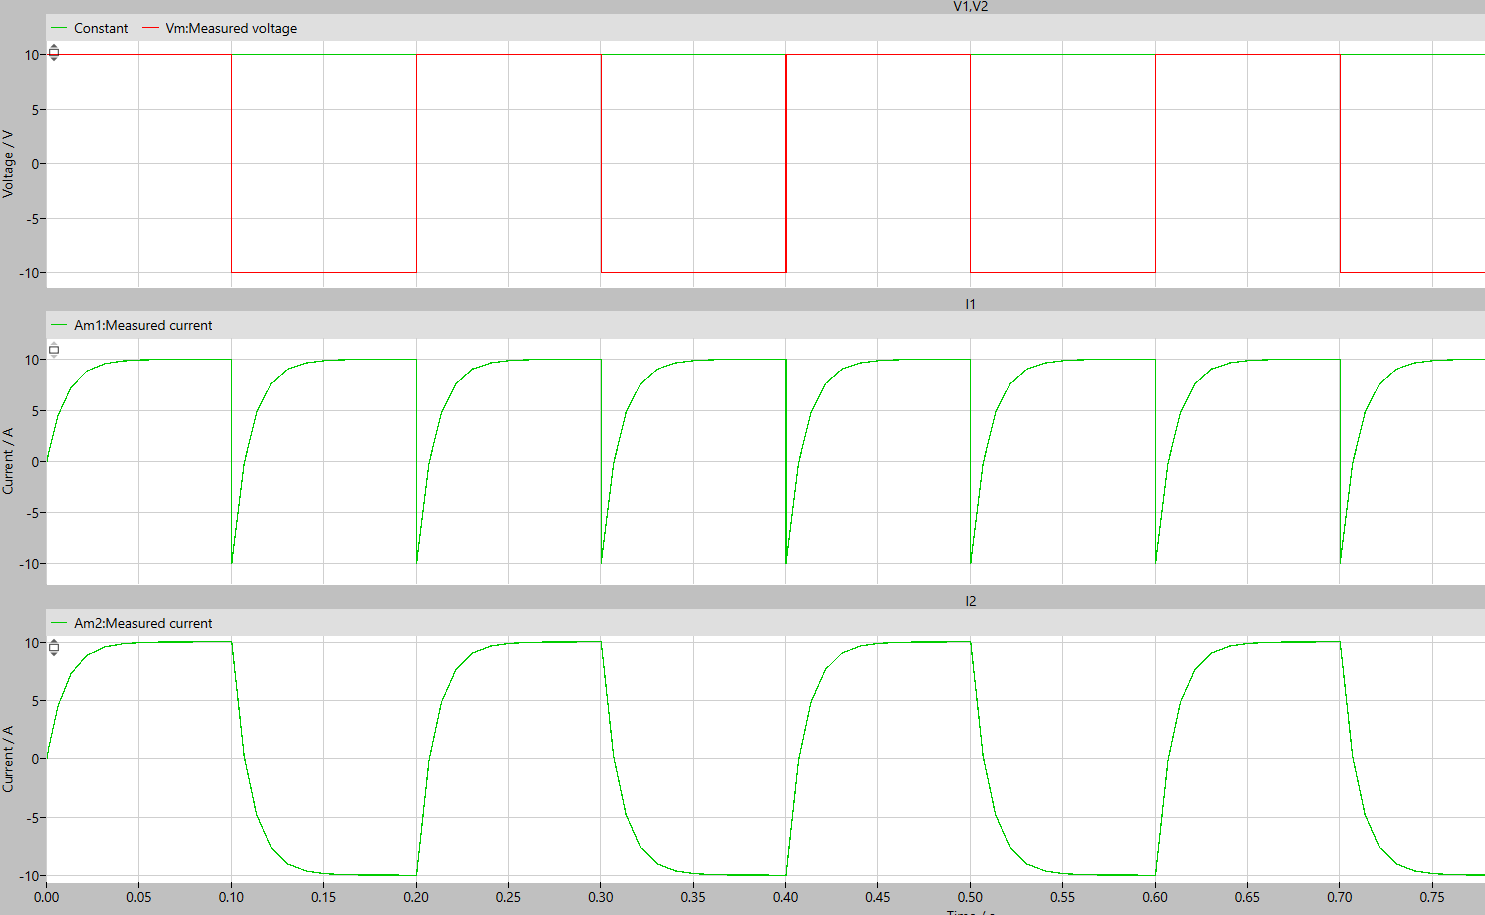 V1,V2
Constant Vm:Measured voltage
10
5
0
-5
-10
Voltage / V
I1
Am1:Measured current
10
5
0
-5
-10
Current / A
I2
Am2:Measured current
10
5
0
-5
-10
Current / A
0.00 0.05 0.10 0.15 0.20 0.25 0.30 0.35 0.40 0.45 0.50 0.55 0.60 0.65 0.70 0.75
Time / s